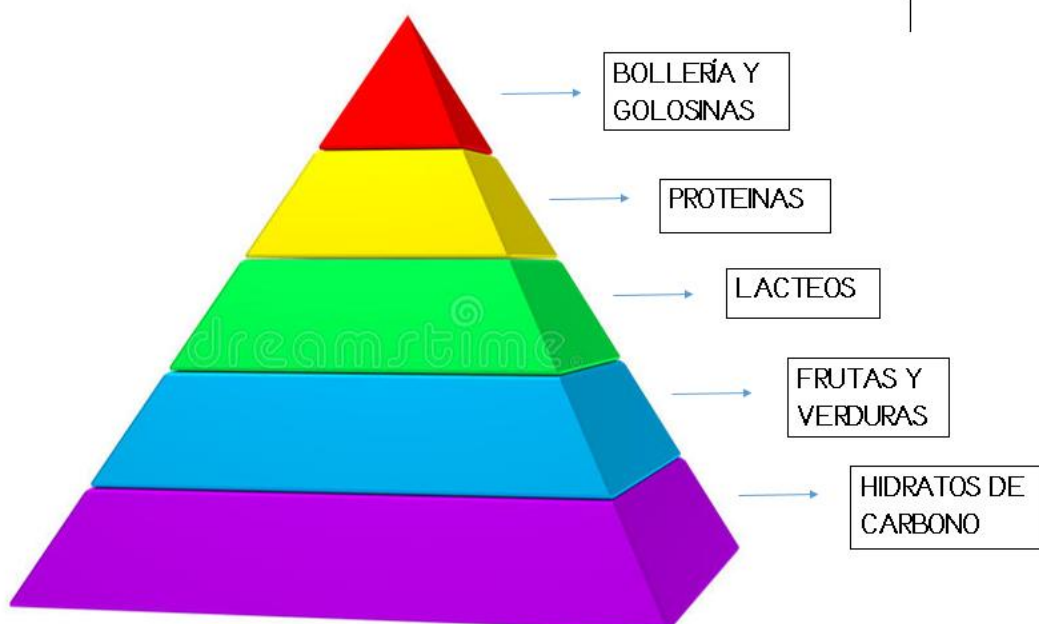 BOLLERÍA Y
GOLOSINAS
PROTEINAS
LACTEOS
dreamstime.
FRUTAS Y
VERDURAS
HIDRATOS DE
CARBONO